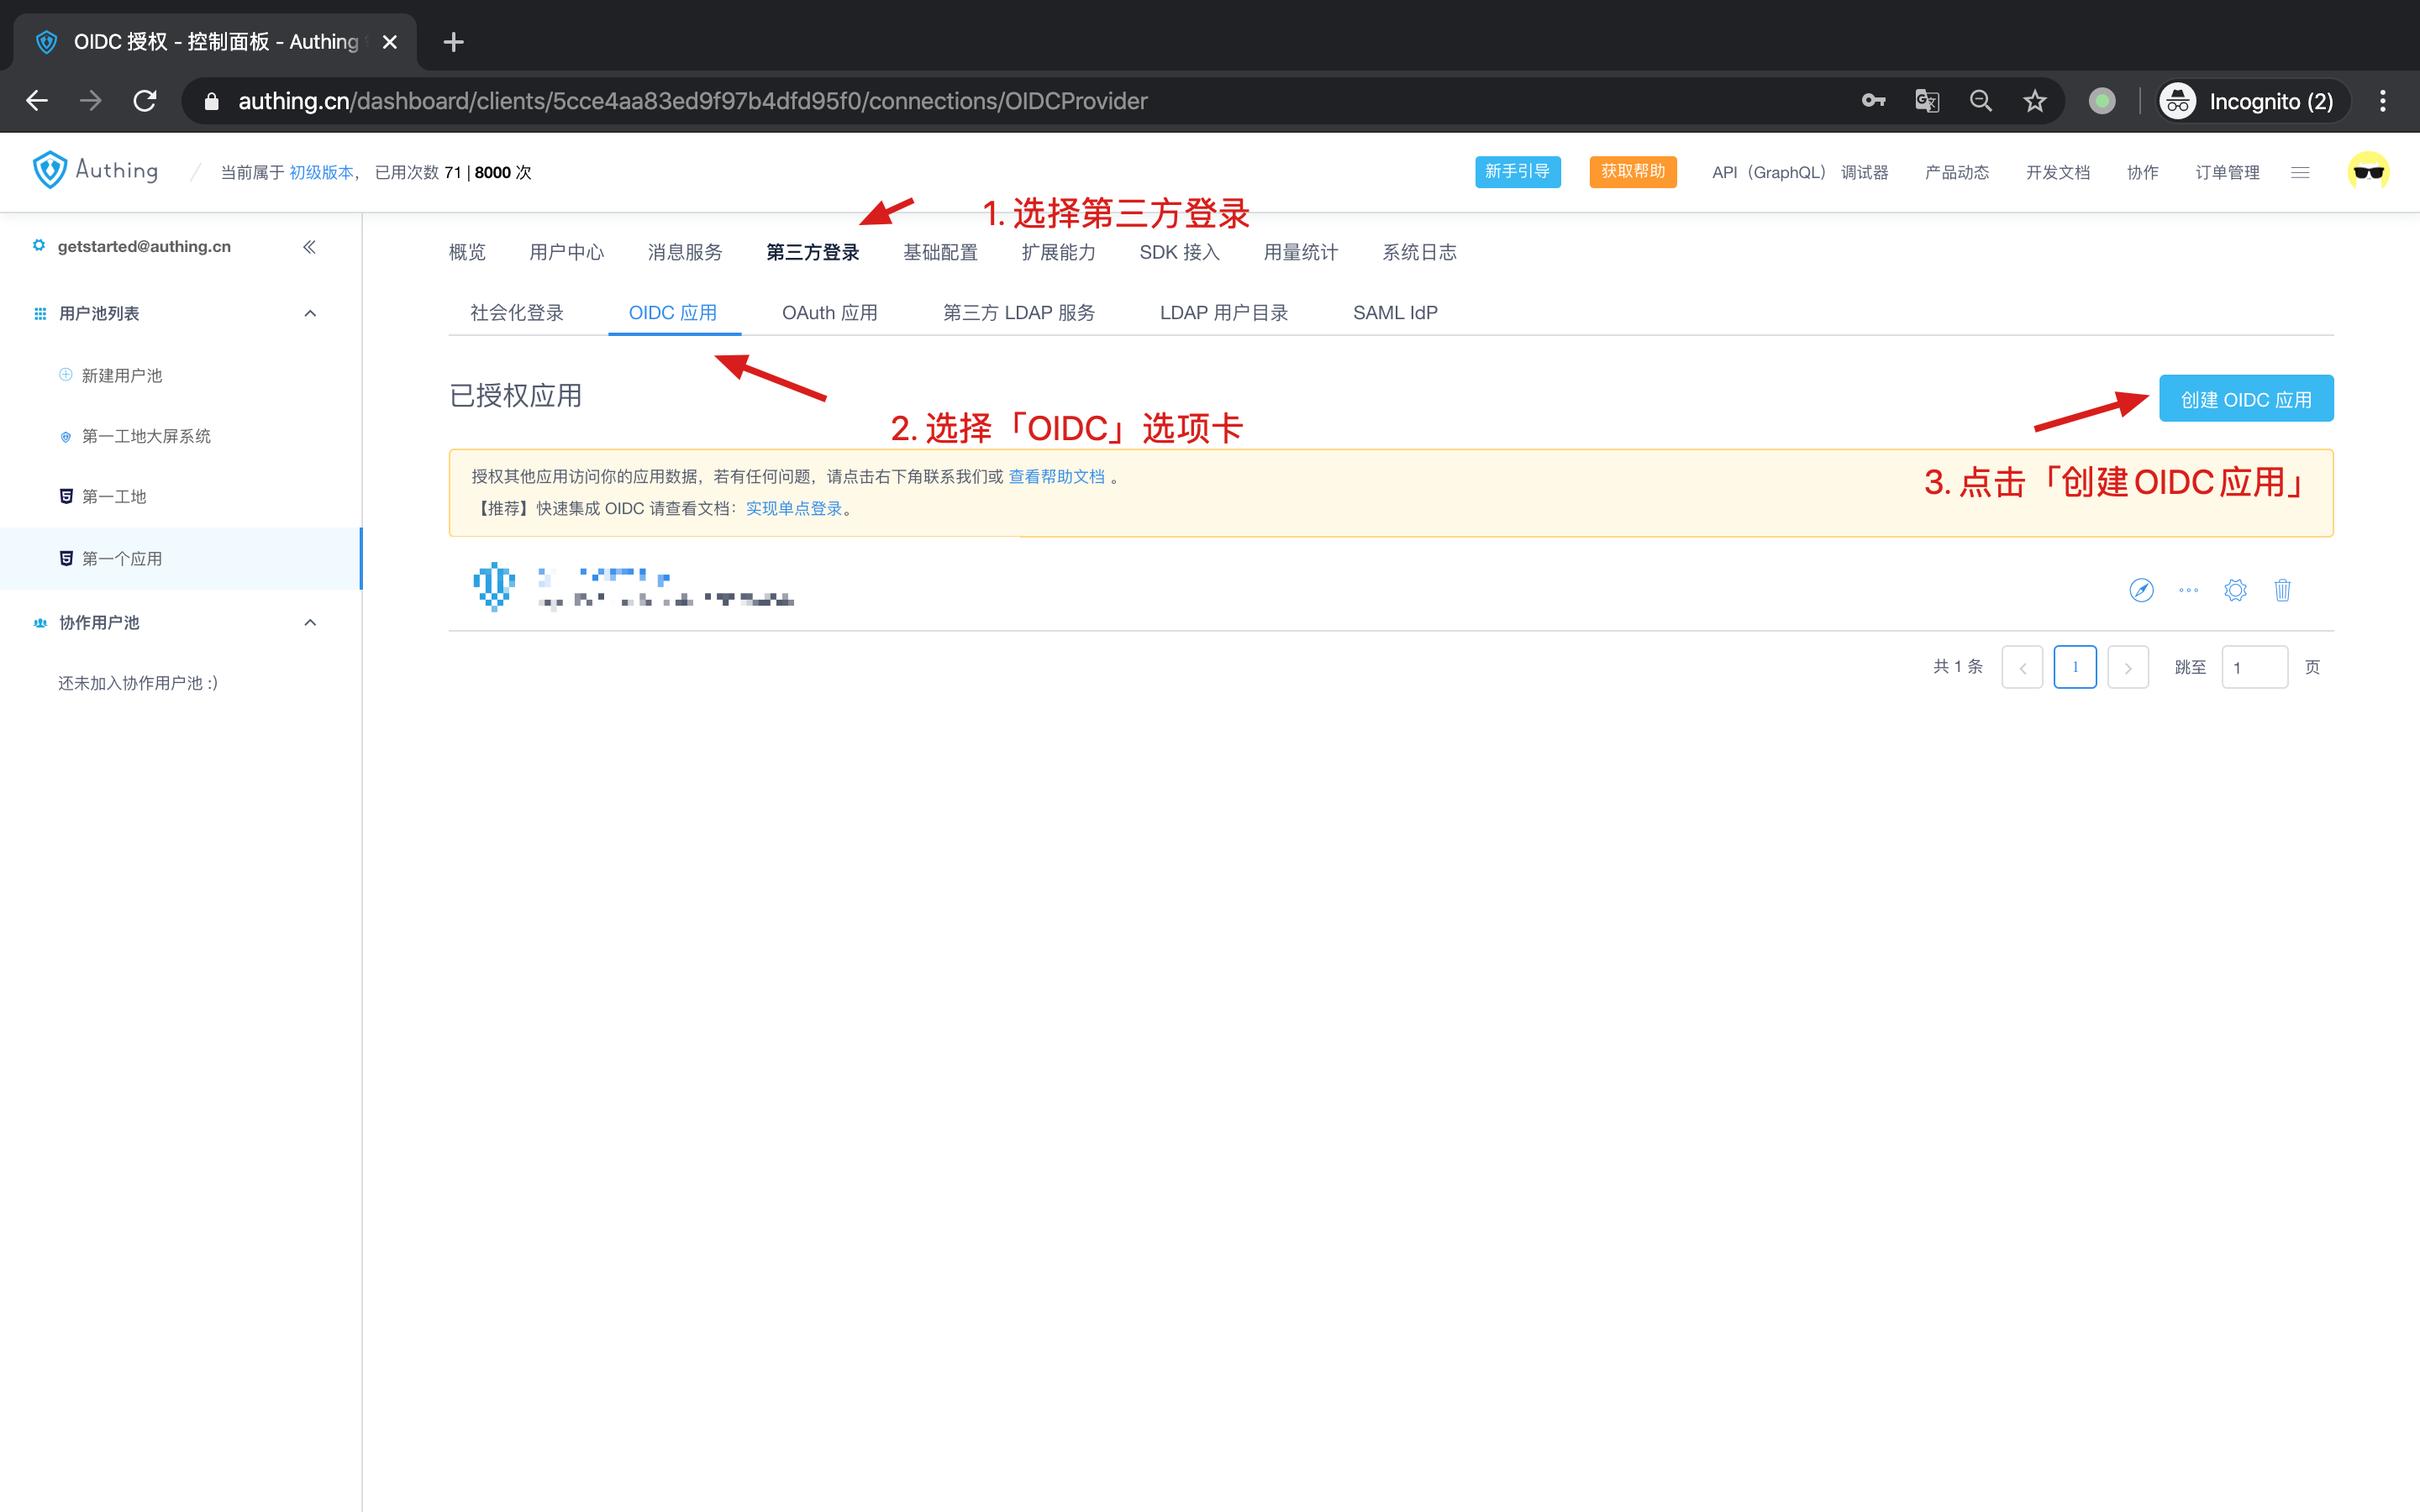 OIDC 授权 - 控制面板 - Authing
authing.cn/dashboard/clients/5cce4aa83ed9f97b4dfd95f0/connections/OIDCProvider
Incognito (2)
Authing
当前属于 初级版本， 已用次数 71 | 8000 次
新手引导
获取帮助
API（GraphQL） 调试器
产品动态
开发文档
协作
订单管理
1. 选择第三方登录
getstarted@authing.cn
概览
用户中心
消息服务
第三方登录
基础配置
扩展能力
SDK 接入
用量统计
系统日志
用户池列表
社会化登录
OIDC 应用
OAuth 应用
第三方 LDAP 服务
LDAP 用户目录
SAML IdP
新建用户池
已授权应用
创建 OIDC 应用
2. 选择「OIDC」选项卡
第一工地大屏系统
授权其他应用访问你的应用数据，若有任何问题，请点击右下角联系我们或 查看帮助文档 。
3. 点击「创建 OIDC 应用」
第一工地
【推荐】快速集成 OIDC 请查看文档：实现单点登录。
第一个应用
协作用户池
还未加入协作用户池 :)
共 1 条
1
跳至
1
页